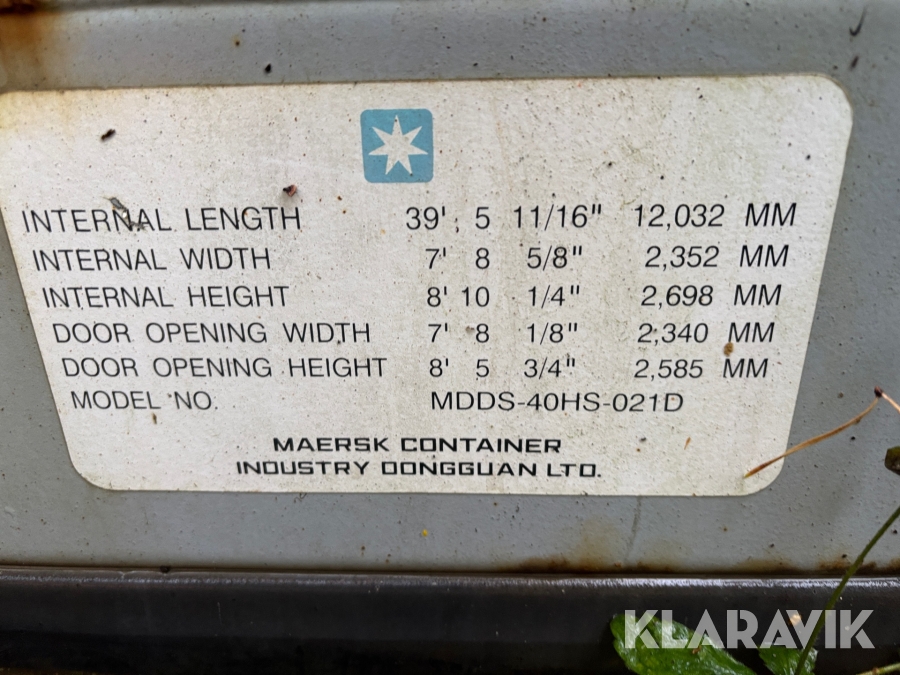 INTERNAL LENGTH 39' 5 11/16" 12,032 MM
INTERNAL WIDTH 7' 8 5/8" 2,352 MM
INTERNAL HEIGHT 8' 10 1/4" 2,698 MM
DOOR OPENING WIDTH 7' 8 1/8" 2,340 MM
DOOR OPENING HEIGHT 8' 5 3/4" 2,585 MM
MODEL NO. MDDS-40HS-021D
MAERSK CONTAINER
INDUSTRY DONGGUAN LTD.
KLARAVIK